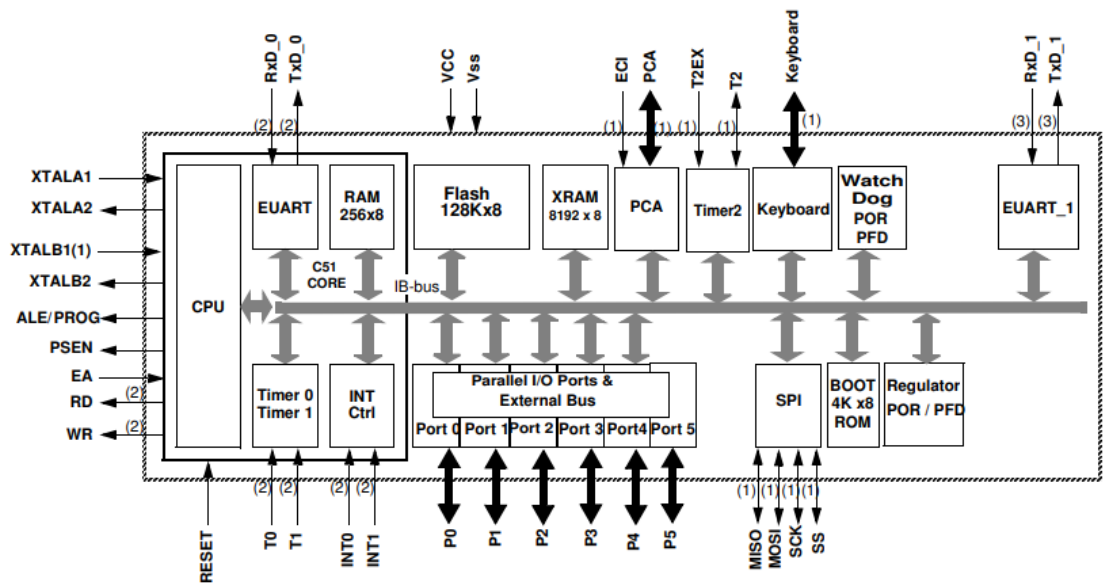 RxD_0
TxD_0
VCC
Vss
ECI
PCA
T2EX
T2
Keyboard
RxD_1
TxD_1
(2)
(2)
(1)
(1)
(1)
(1)
(1)
(3)
(3)
XTALA1
XTALA2
XTALB1(1)
XTALB2
ALE/PROG
PSEN
EA
RD
(2)
WR
(2)
CPU
EUART
RAM
256x8
C51
CORE
IB-bus
Flash
128Kx8
XRAM
8192 x 8
PCA
Timer2
Keyboard
Watch
Dog
POR
PFD
EUART_1
Timer 0
Timer 1
INT
Ctrl
Parallel I/O Ports &
External Bus
Port 0
Port 1
Port 2
Port 3
Port4
Port 5
SPI
BOOT
4K x8
ROM
Regulator
POR / PFD
(2)
(2)
(2)
(2)
(1)
(1)
(1)
(1)
RESET
T0
T1
INT0
INT1
P0
P1
P2
P3
P4
P5
MISO
MOSI
SCK
SS